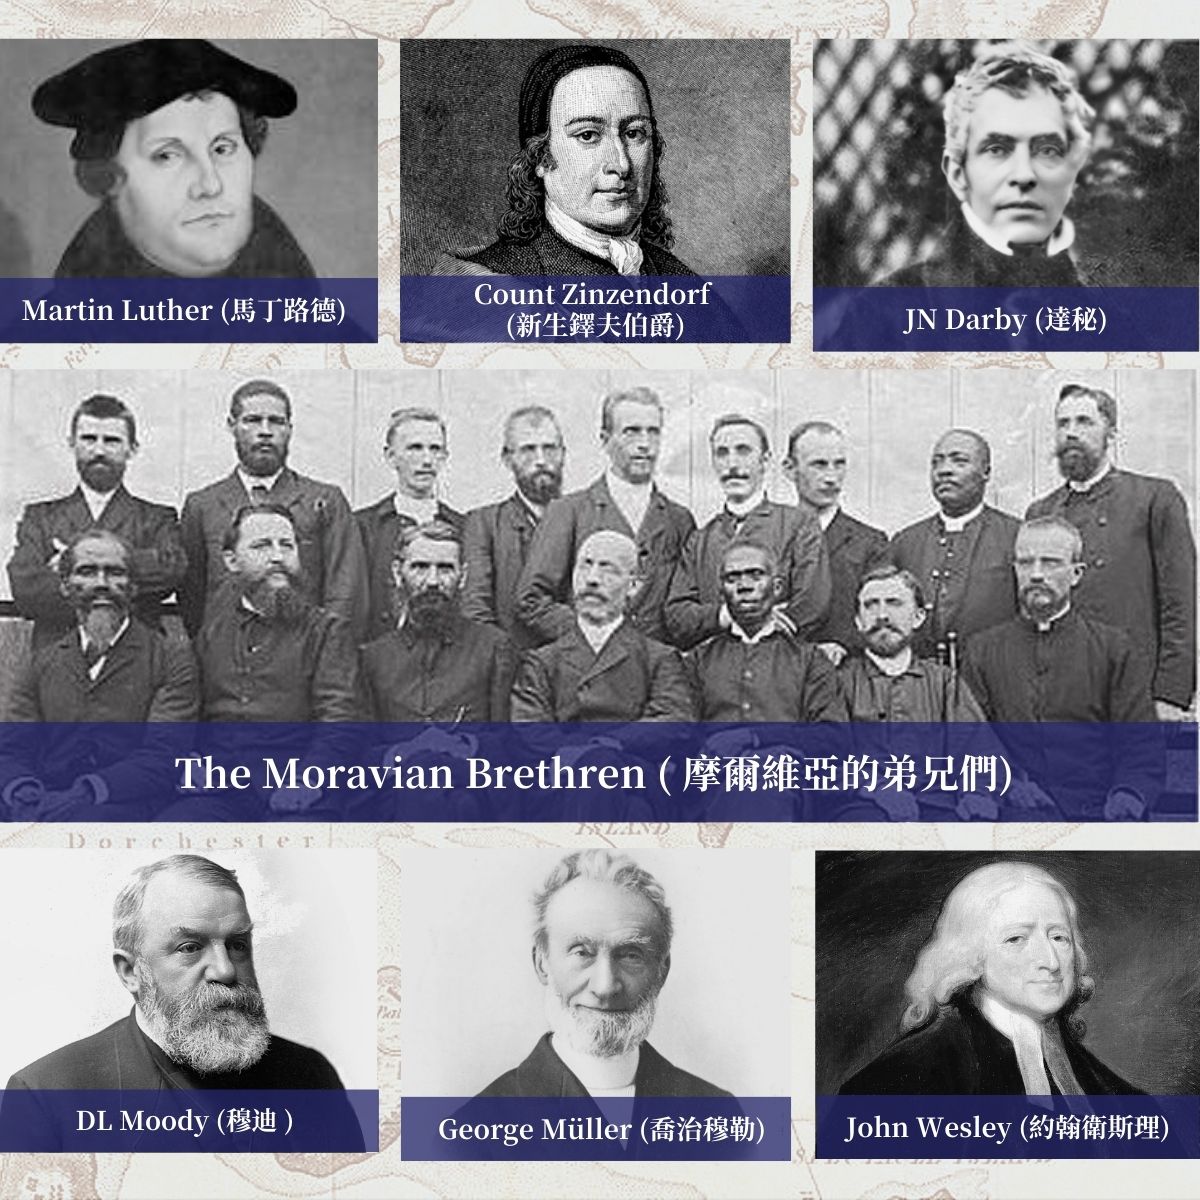 Martin Luther (馬丁路德)
Count Zinzendorf
(新生鐸夫伯爵)
JN Darby (達秘)
The Moravian Brethren ( 摩爾維亞的弟兄們)
Dorchester
ISLAND
DL Moody (穆迪 )
George Müller (喬治穆勒)
John Wesley (約翰衛斯理)